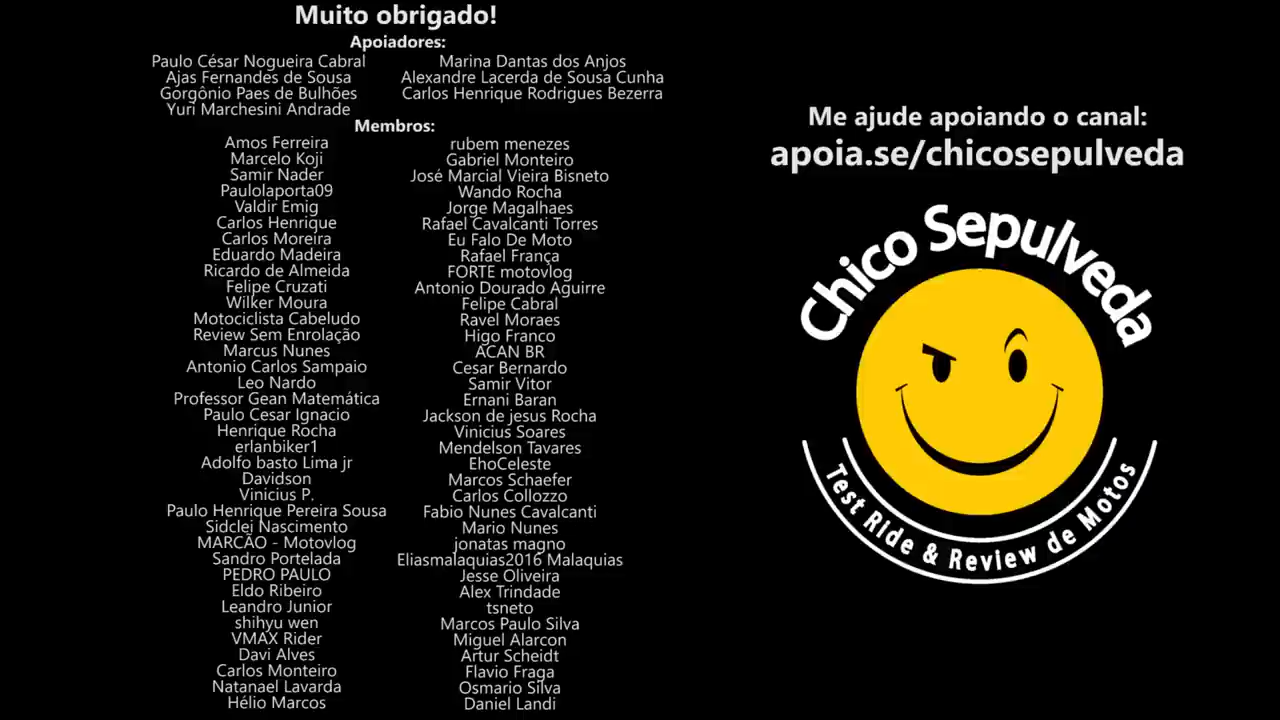 Muito obrigado!
Apoiadores:
Paulo César Nogueira Cabral
Ajas Fernandes de Sousa
Gorgônio Paes de Bulhões
Yuri Marchesini Andrade
Marina Dantas dos Anjos
Alexandre Lacerda de Sousa Cunha
Carlos Henrique Rodrigues Bezerra
Membros:
Amos Ferreira
Marcelo Koji
Samir Nader
Paulolaporta09
Valdir Emig
Carlos Henrique
Carlos Moreira
Eduardo Madeira
Ricardo de Almeida
Felipe Cruzati
Wilker Moura
Motociclista Cabeludo
Review Sem Enrolação
Marcus Nunes
Antonio Carlos Sampaio
Leo Nardo
Professor Gean Matemática
Paulo Cesar Ignacio
Henrique Rocha
erlanbiker1
Adolfo basto Lima jr
Davidson
Vinicius P.
Paulo Henrique Pereira Sousa
Sidclei Nascimento
MARCÃO - Motovlog
Sandro Portelada
PEDRO PAULO
Eldo Ribeiro
Leandro Junior
shihyu wen
VMAX Rider
Davi Alves
Carlos Monteiro
Natanael Lavarda
Hélio Marcos
rubem menezes
Gabriel Monteiro
José Marcial Vieira Bisneto
Wando Rocha
Jorge Magalhaes
Rafael Cavalcanti Torres
Eu Falo De Moto
Rafael França
FORTE motovlog
Antonio Dourado Aguirre
Felipe Cabral
Ravel Moraes
Higo Franco
ACAN BR
Cesar Bernardo
Samir Vitor
Ernani Baran
Jackson de jesus Rocha
Vinicius Soares
Mendelson Tavares
EhoCeleste
Marcos Schaefer
Carlos Collozzo
Fabio Nunes Cavalcanti
Mario Nunes
jonatas magno
Eliasmalaquias2016 Malaquias
Jesse Oliveira
Alex Trindade
tsneto
Marcos Paulo Silva
Miguel Alarcon
Artur Scheidt
Flavio Fraga
Osmario Silva
Daniel Landi
Me ajude apoiando o canal:
apoia.se/chicosepulveda
Chico Sepulveda
Test Ride & Review de Motos